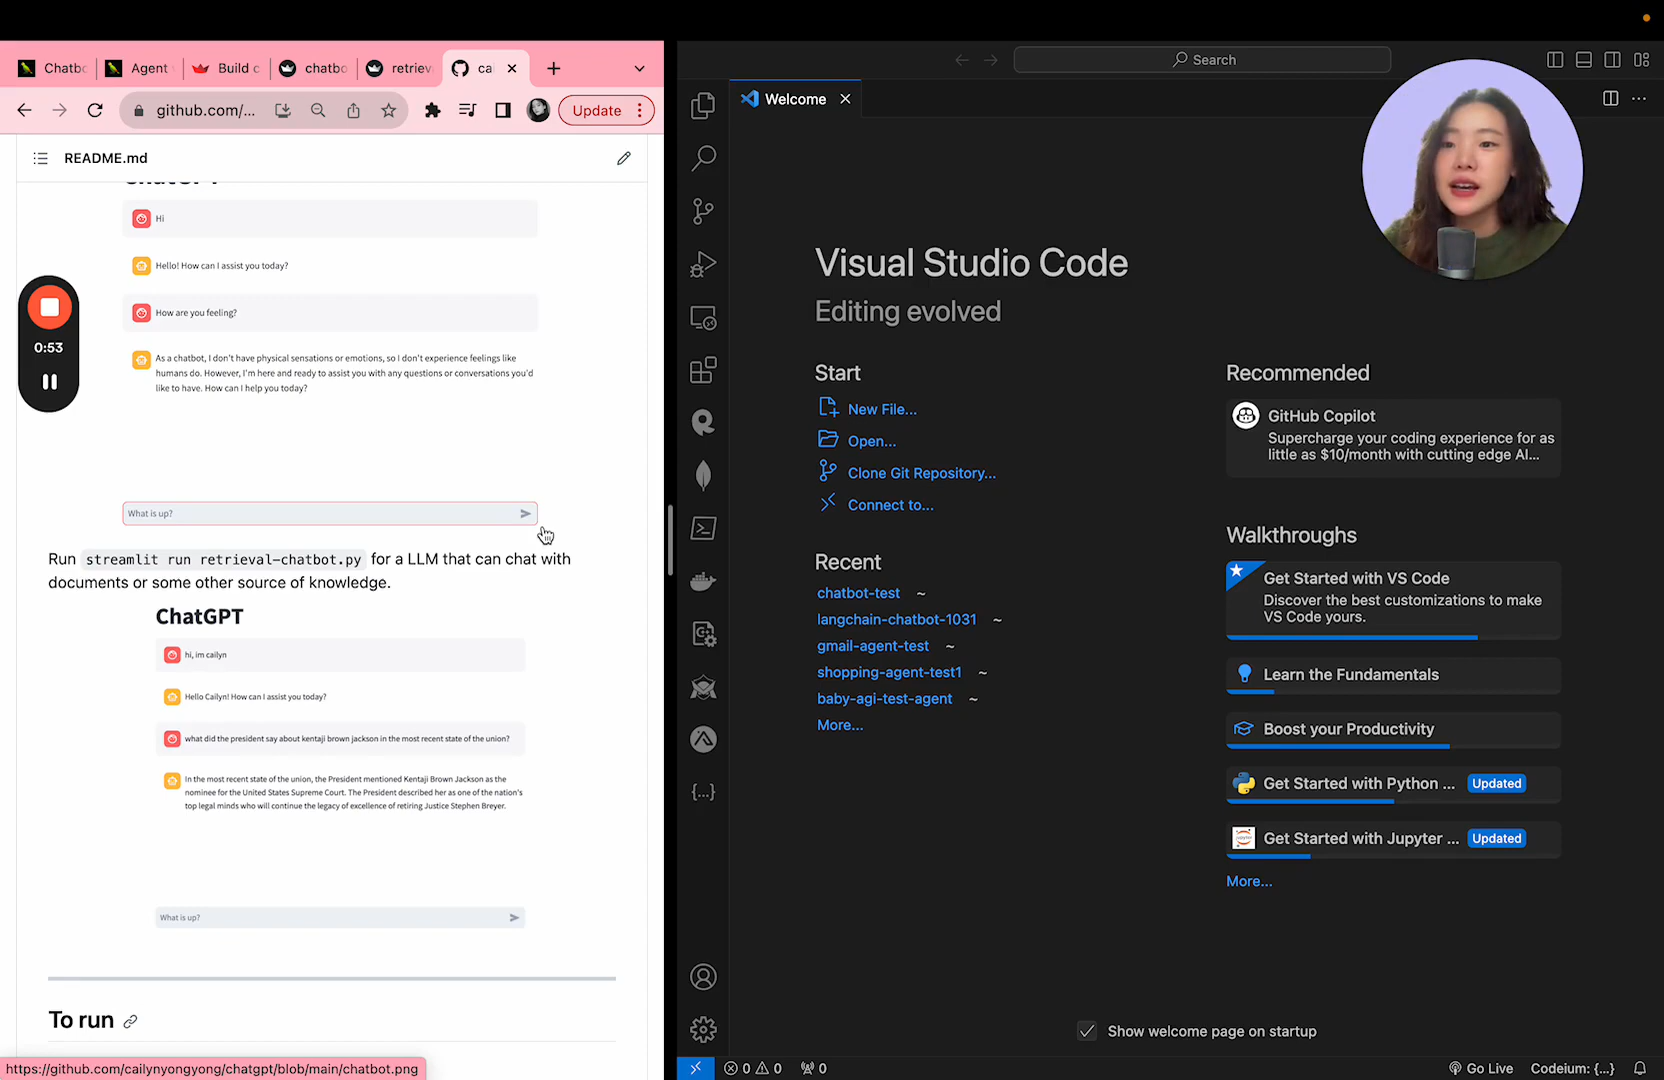 Chatbo
Agent
Build c
chatbo
retriev
cai
github.com/...
Update
README.md
ChatGPT
Hi
Hello! How can I assist you today?
How are you feeling?
As a chatbot, I don't have physical sensations or emotions, so I don't experience feelings like
humans do. However, I'm here and ready to assist you with any questions or conversations you'd
like to have. How can I help you today?
0:53
What is up?
Run streamlit run retrieval-chatbot.py for a LLM that can chat with
documents or some other source of knowledge.
ChatGPT
hi, im cailyn
Hello Cailyn! How can I assist you today?
what did the president say about kentaji brown jackson in the most recent state of the union?
In the most recent state of the union, the President mentioned Kentaji Brown Jackson as the
nominee for the United States Supreme Court. The President described her as one of the nation's
top legal minds who will continue the legacy of excellence of retiring Justice Stephen Breyer.
What is up?
To run
https://github.com/cailynyongyong/chatgpt/blob/main/chatbot.png
Search
Welcome
Visual Studio Code
Editing evolved
Start
New File...
Open...
Clone Git Repository...
Connect to...
Recent
chatbot-test ~
langchain-chatbot-1031 ~
gmail-agent-test ~
shopping-agent-test1 ~
baby-agi-test-agent ~
More...
Recommended
GitHub Copilot
Supercharge your coding experience for as
little as $10/month with cutting edge AI...
Walkthroughs
Get Started with VS Code
Discover the best customizations to make
VS Code yours.
Learn the Fundamentals
Boost your Productivity
Get Started with Python ... Updated
Get Started with Jupyter ... Updated
More...
Show welcome page on startup
0 0 0
Go Live Codeium: {...}